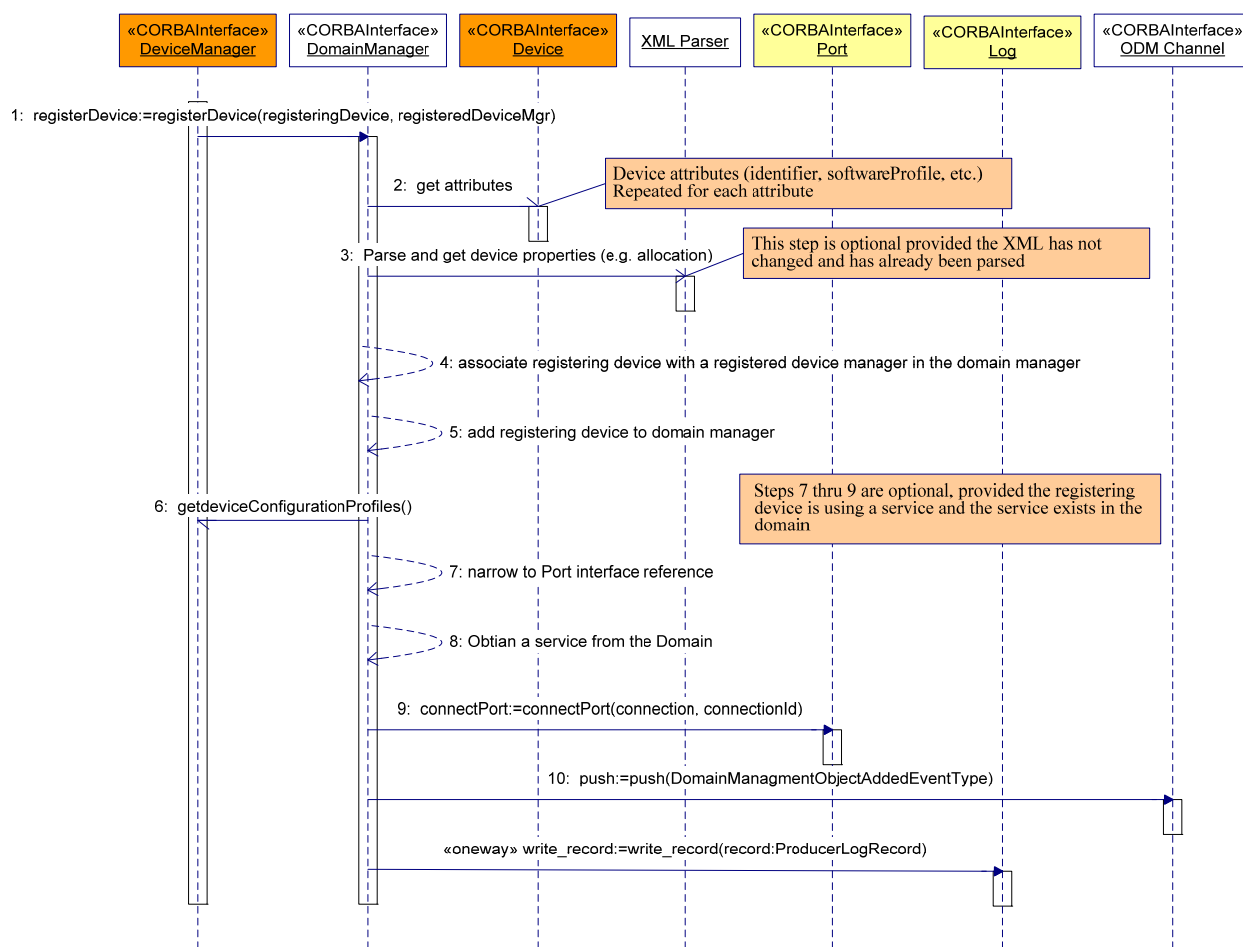 «CORBAInterface»
DeviceManager
«CORBAInterface»
DomainManager
«CORBAInterface»
Device
XML Parser
«CORBAInterface»
Port
«CORBAInterface»
Log
«CORBAInterface»
ODM Channel
1: registerDevice:=registerDevice(registeringDevice, registeredDeviceMgr)
2: get attributes
Device attributes (identifier, softwareProfile, etc.)
Repeated for each attribute
3: Parse and get device properties (e.g. allocation)
This step is optional provided the XML has not
changed and has already been parsed
4: associate registering device with a registered device manager in the domain manager
5: add registering device to domain manager
6: getdeviceConfigurationProfiles()
Steps 7 thru 9 are optional, provided the registering
device is using a service and the service exists in the
domain
7: narrow to Port interface reference
8: Obtian a service from the Domain
9: connectPort:=connectPort(connection, connectionId)
10: push:=push(DomainManagmentObjectAddedEventType)
«oneway» write_record:=write_record(record:ProducerLogRecord)